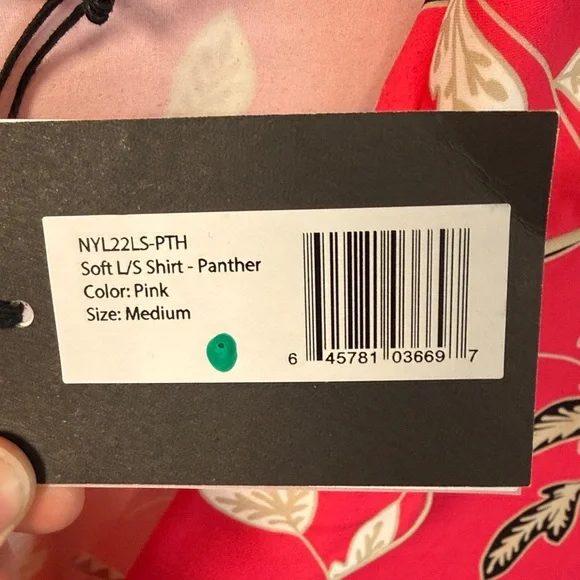 NYL22LS-PTH
Soft L/S Shirt - Panther
Color: Pink
Size: Medium
6 45781 03669 7